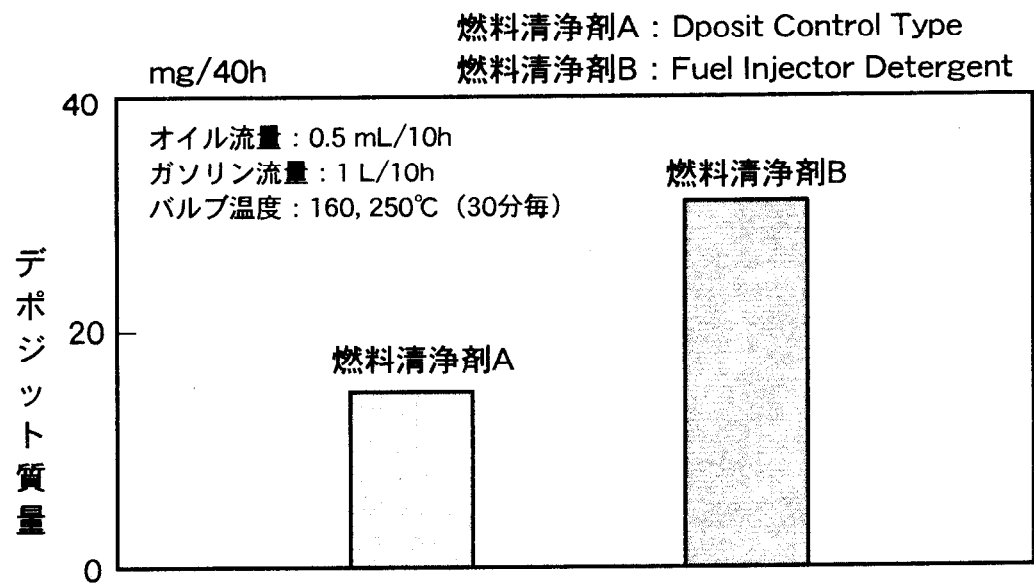 燃料清浄剤A : Dposit Control Type
燃料清浄剤B : Fuel Injector Detergent
mg/40h
40
オイル流量 : 0.5 mL/10h
ガソリン流量 : 1 L/10h
バルブ温度 : 160, 250℃ (30分毎)
燃料清浄剤B
デポジット質量
20
燃料清浄剤A
0